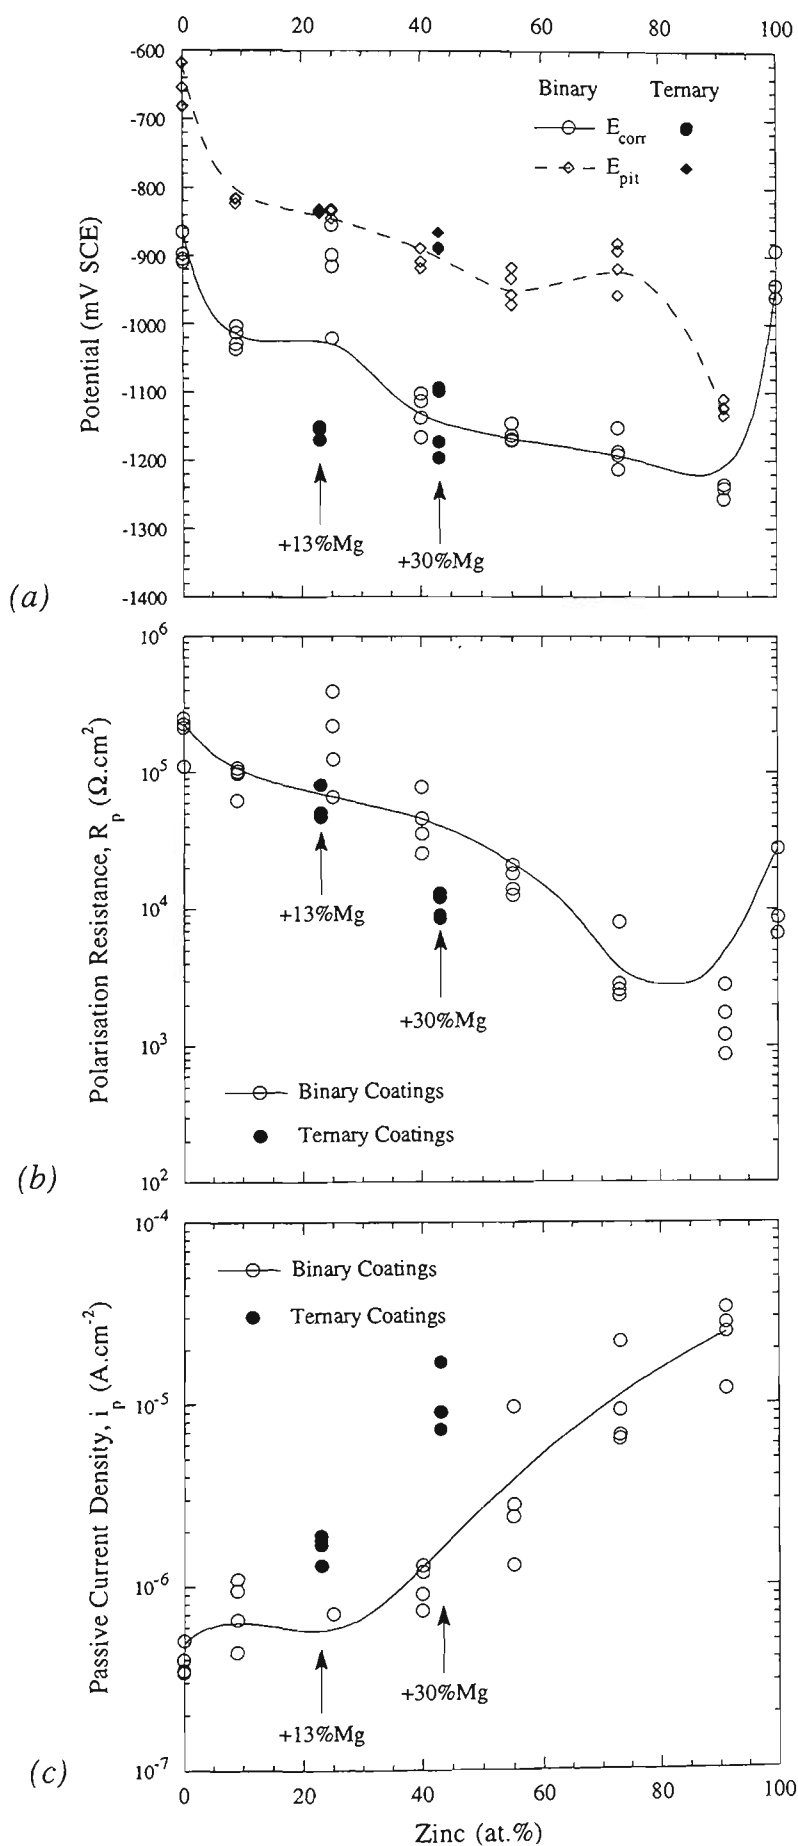 0 20 40 60 80 100
-600
-700
-800
-900
-1000
-1100
-1200
-1300
-1400
Potential (mV SCE)
Binary Ternary
E_corr
E_pit
+13%Mg
+30%Mg
(a)
10^6
10^5
10^4
10^3
10^2
Polarisation Resistance, R_p (Ω.cm^2)
+13%Mg
+30%Mg
Binary Coatings
Ternary Coatings
(b)
10^-4
10^-5
10^-6
10^-7
Passive Current Density, i_p (A.cm^-2)
Binary Coatings
Ternary Coatings
+30%Mg
+13%Mg
(c)
0 20 40 60 80 100
Zinc (at.%)